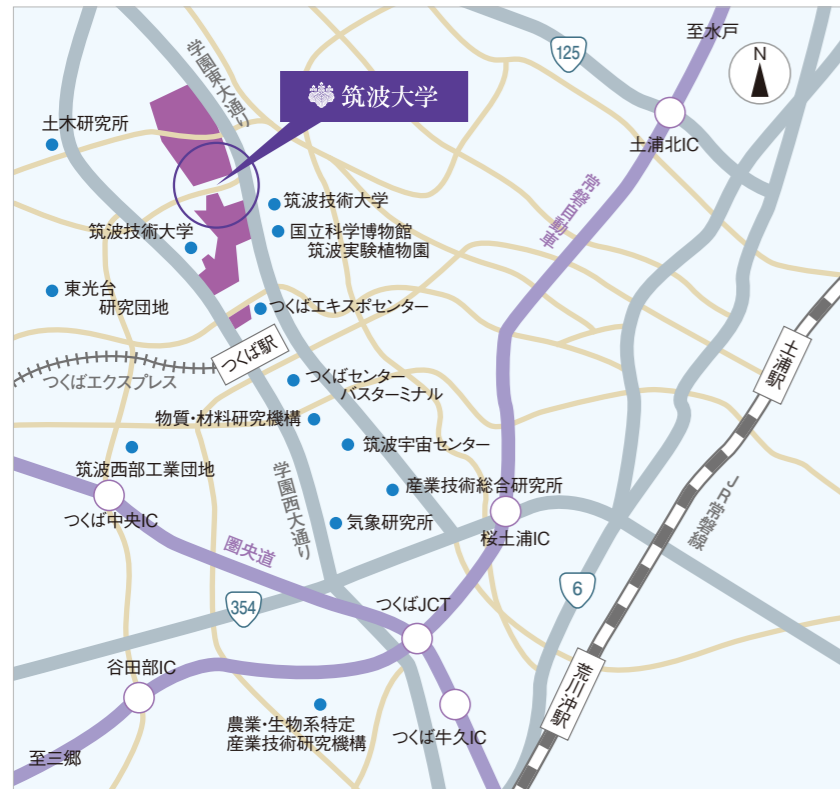 至水戸
125
N
学園東大通り
筑波大学
土木研究所
土浦北IC
常磐自動車
筑波技術大学
筑波技術大学
国立科学博物館
筑波実験植物園
東光台
研究団地
つくばエキスポセンター
つくば駅
土浦駅
つくばエクスプレス
つくばセンター
バスターミナル
物質・材料研究機構
筑波宇宙センター
筑波西部工業団地
学園西大通り
産業技術総合研究所
JR常磐線
つくば中央IC
気象研究所
桜土浦IC
圏央道
354
つくばJCT
6
谷田部IC
荒川沖駅
農業・生物系特定
産業技術研究機構
つくば牛久IC
至三郷